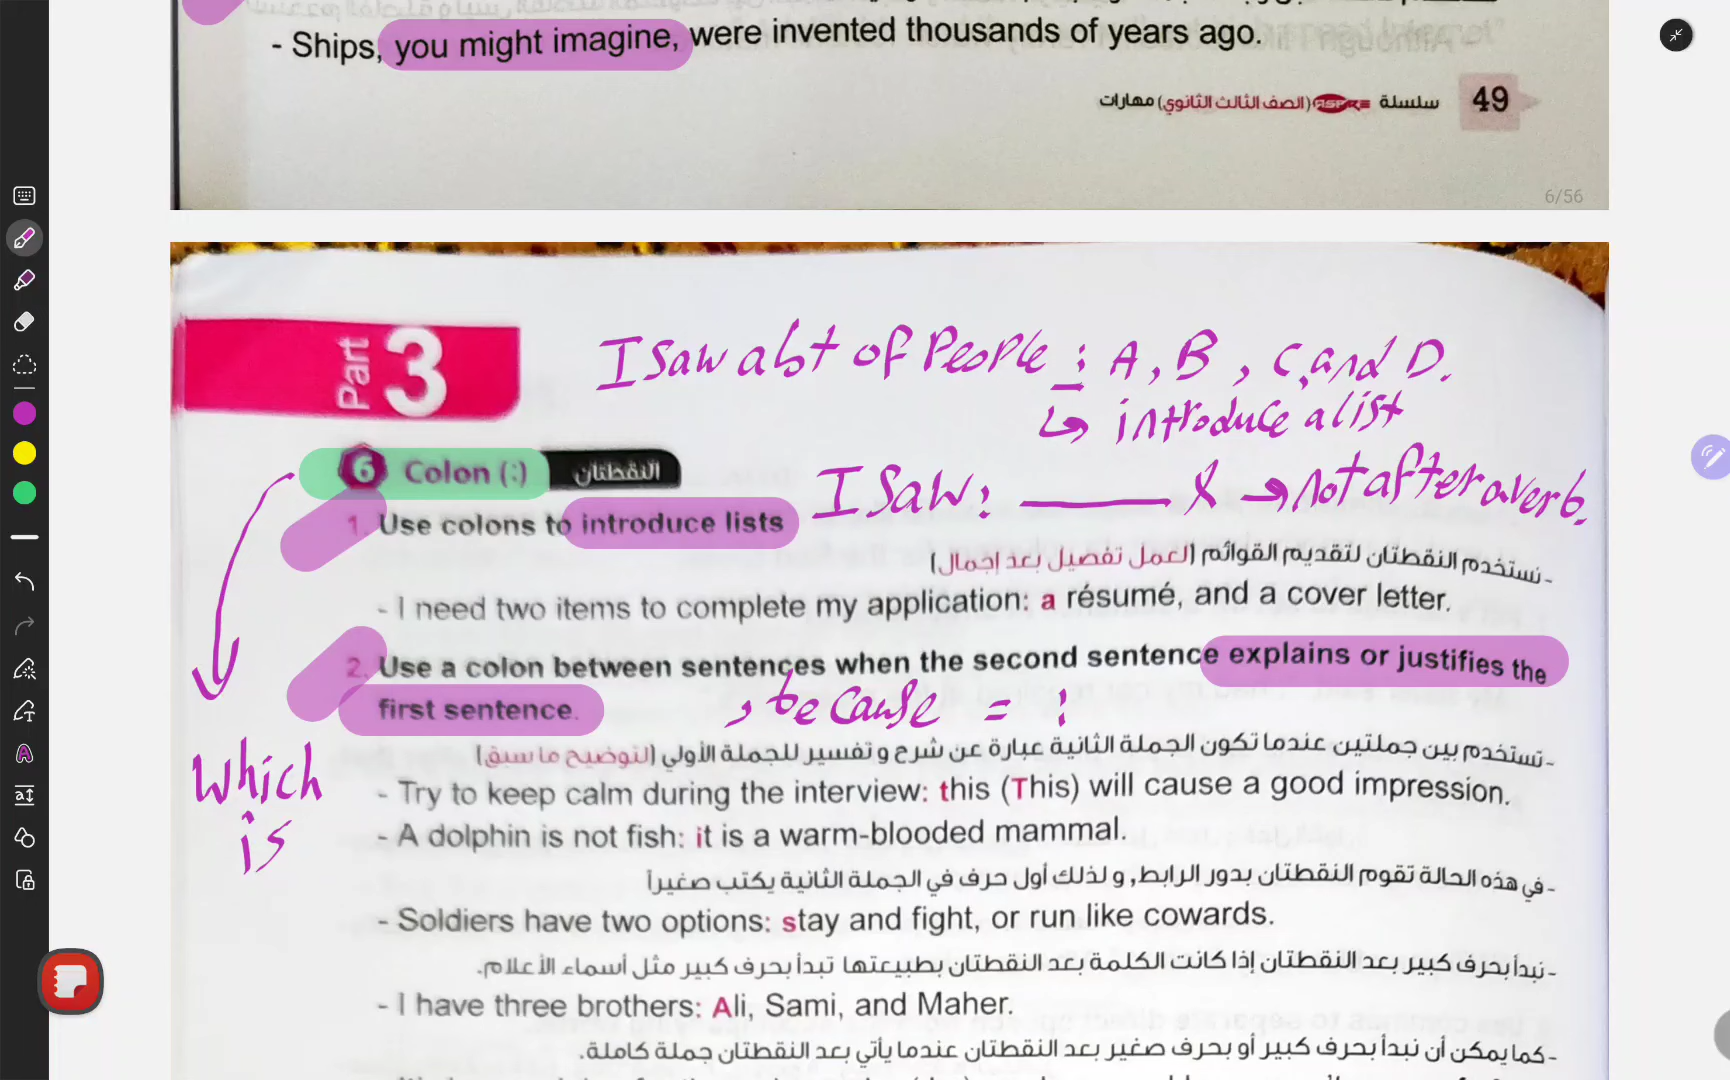 - Ships, you might imagine, were invented thousands of years ago.
سلسلة ASPIRE (الصف الثالث الثانوي) مهارات 49
6/56
Part 3
I saw a lot of People : A, B, C, and D.
↳ introduce a list
6 Colon (:) النقطتان
I saw: ——— X → not after a verb.
1. Use colons to introduce lists
- نستخدم النقطتان لتقديم القوائم (لعمل تفصيل بعد إجمال)
- I need two items to complete my application: a résumé, and a cover letter.
2. Use a colon between sentences when the second sentence explains or justifies the
first sentence.
, because = :
- تستخدم بين جملتين عندما تكون الجملة الثانية عبارة عن شرح و تفسير للجملة الأولي (لتوضيح ما سبق)
which
is
- Try to keep calm during the interview: this (This) will cause a good impression.
- A dolphin is not fish: it is a warm-blooded mammal.
- في هذه الحالة تقوم النقطتان بدور الرابط, و لذلك أول حرف في الجملة الثانية يكتب صغيراً
- Soldiers have two options: stay and fight, or run like cowards.
- نبدأ بحرف كبير بعد النقطتان إذا كانت الكلمة بعد النقطتان بطبيعتها تبدأ بحرف كبير مثل أسماء الأعلام.
- I have three brothers: Ali, Sami, and Maher.
- كما يمكن أن نبدأ بحرف كبير أو بحرف صغير بعد النقطتان عندما يأتي بعد النقطتان جملة كاملة.